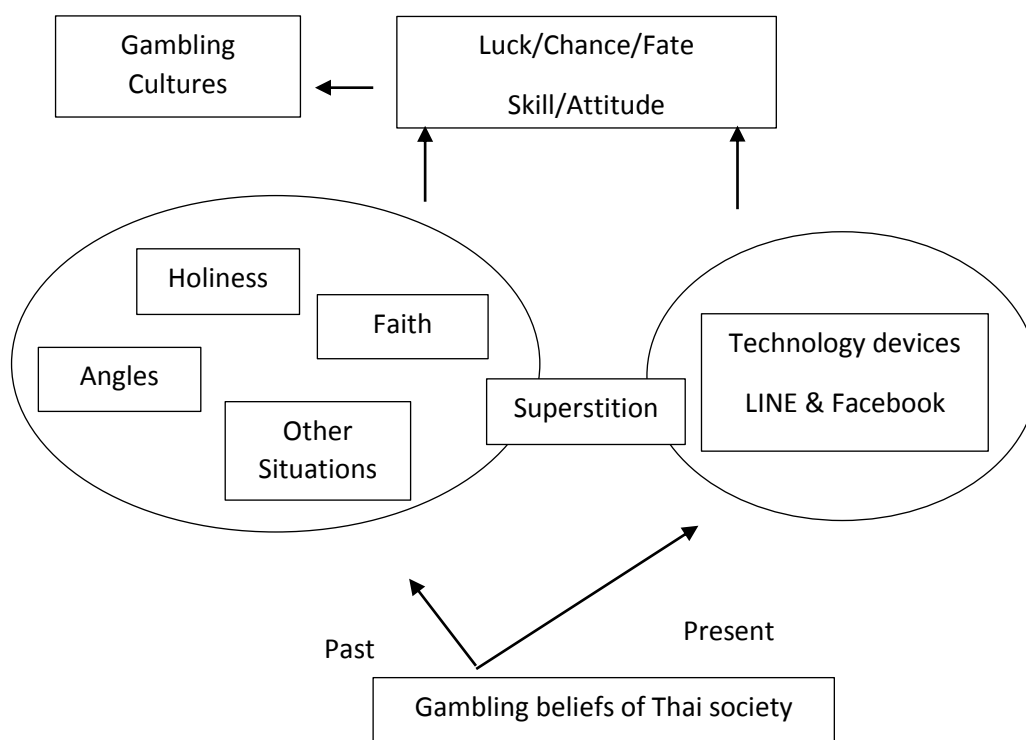 Gambling
Cultures
Luck/Chance/Fate
Skill/Attitude
Holiness
Faith
Angles
Other
Situations
Superstition
Technology devices
LINE & Facebook
Past
Present
Gambling beliefs of Thai society